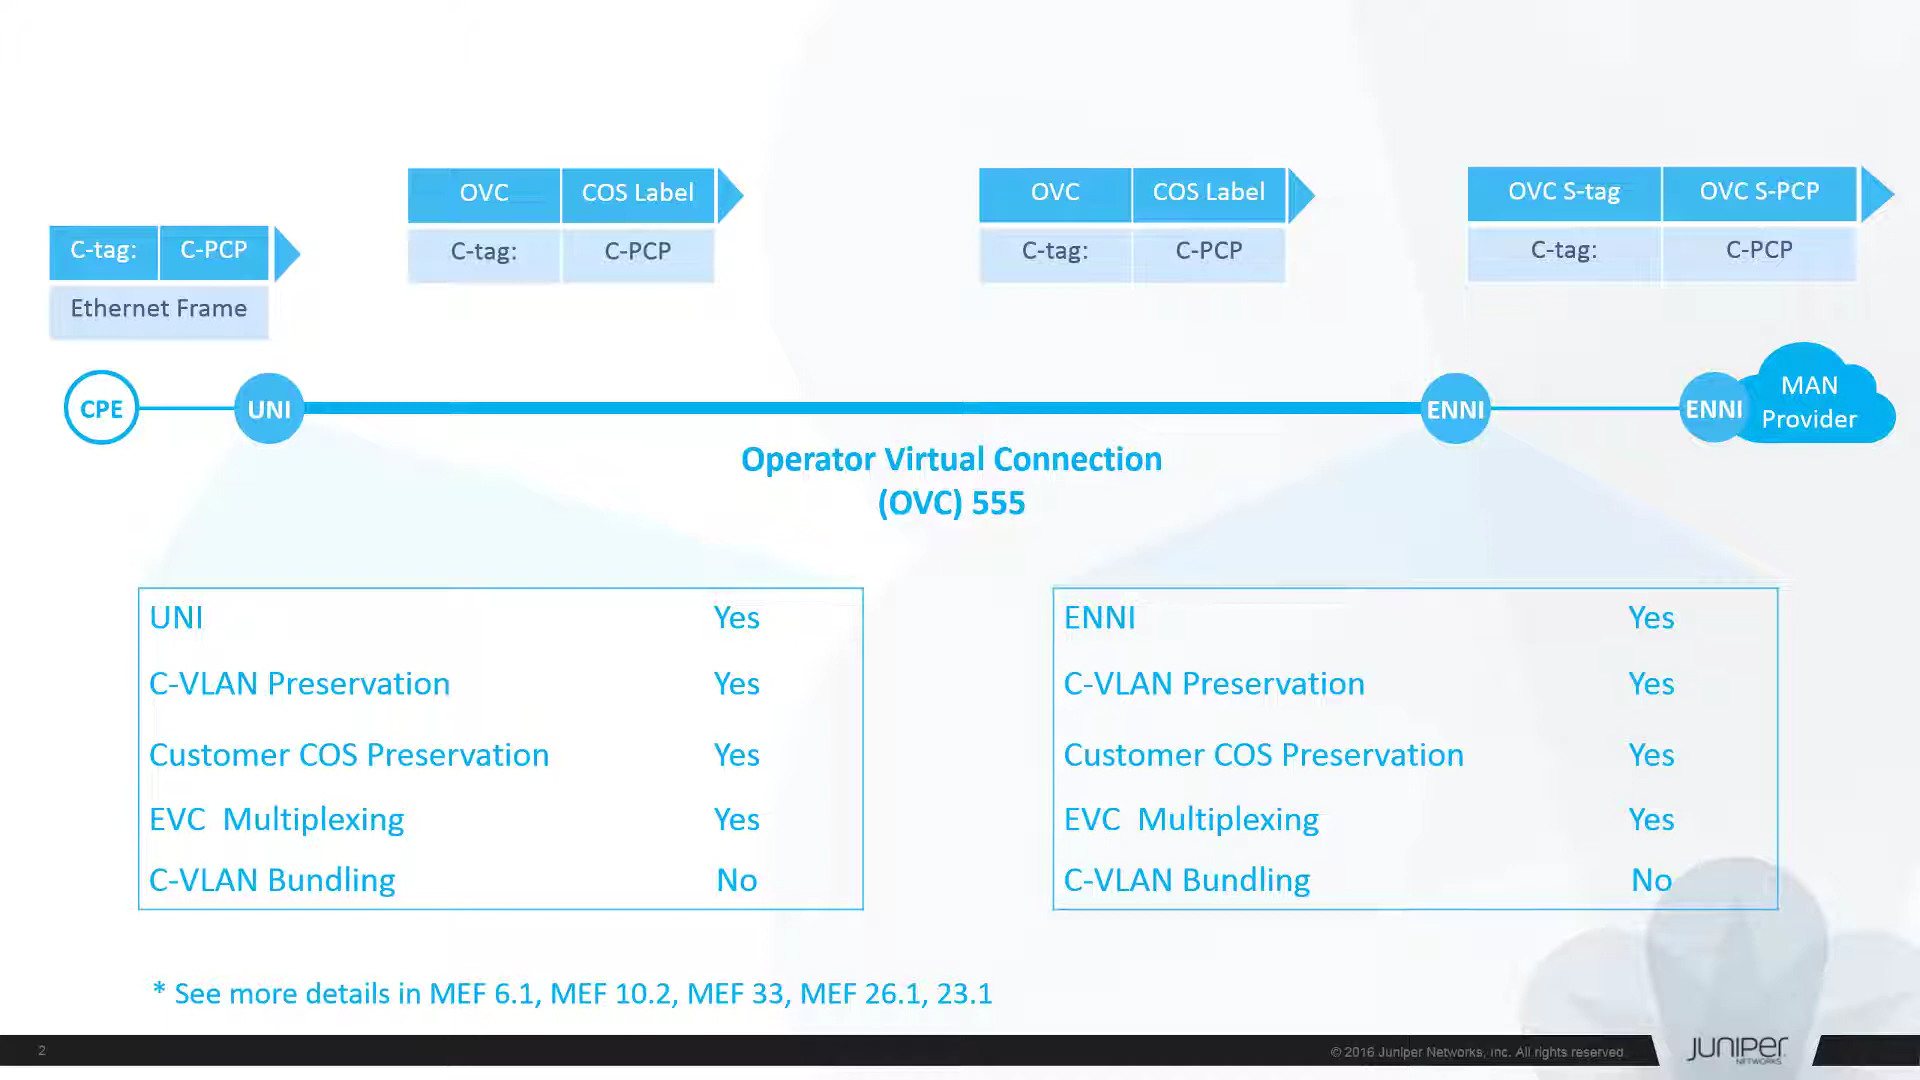 OVC COS Label
C-tag: C-PCP
OVC COS Label
C-tag: C-PCP
OVC S-tag OVC S-PCP
C-tag: C-PCP
C-tag: C-PCP
Ethernet Frame
CPE
UNI
ENNI
ENNI
MAN
Provider
Operator Virtual Connection
(OVC) 555
UNI Yes
C-VLAN Preservation Yes
Customer COS Preservation Yes
EVC Multiplexing Yes
C-VLAN Bundling No
ENNI Yes
C-VLAN Preservation Yes
Customer COS Preservation Yes
EVC Multiplexing Yes
C-VLAN Bundling No
* See more details in MEF 6.1, MEF 10.2, MEF 33, MEF 26.1, 23.1
2
© 2016 Juniper Networks, Inc. All rights reserved.
JUNIPER
NETWORKS